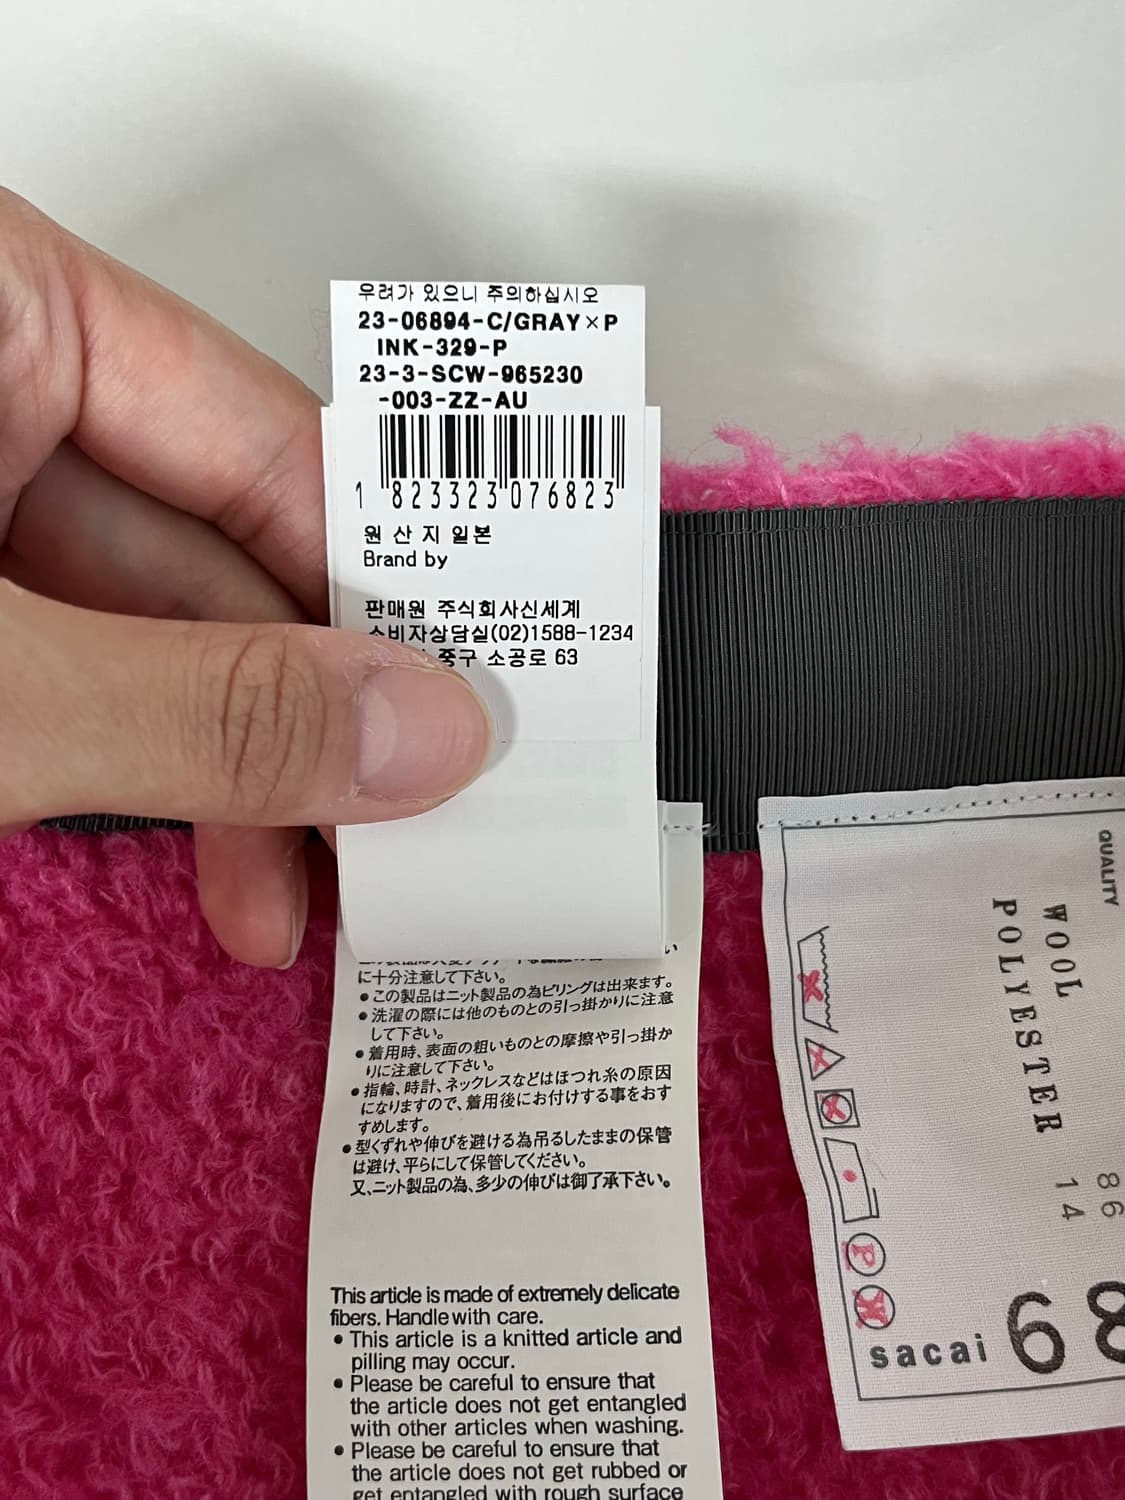 우려가 있으니 주의하십시오
23-06894-C/GRAY×P
INK-329-P
23-3-SCW-965230
-003-ZZ-AU
1 823323 076823
원 산 지 일본
Brand by
판매원 주식회사신세계
소비자상담실(02)1588-1234
중구 소공로 63
に十分注意して下さい。
●この製品はニット製品の為ピリングは出来ます。
●洗濯の際には他のものとの引っ掛かりに注意
して下さい。
●着用時、表面の粗いものとの摩擦や引っ掛か
りに注意して下さい。
●指輪、時計、ネックレスなどはほつれ糸の原因
になりますので、着用後にお付けする事をおす
すめします。
●型くずれや伸びを避ける為吊るしたままの保管
は避け、平らにして保管してください。
又、ニット製品の為、多少の伸びは御了承下さい。
This article is made of extremely delicate
fibers. Handle with care.
● This article is a knitted article and
pilling may occur.
● Please be careful to ensure that
the article does not get entangled
with other articles when washing.
● Please be careful to ensure that
the article does not get rubbed or
get entangled with rough surface
QUALITY
WOOL 86
POLYESTER 14
P
sacai
68